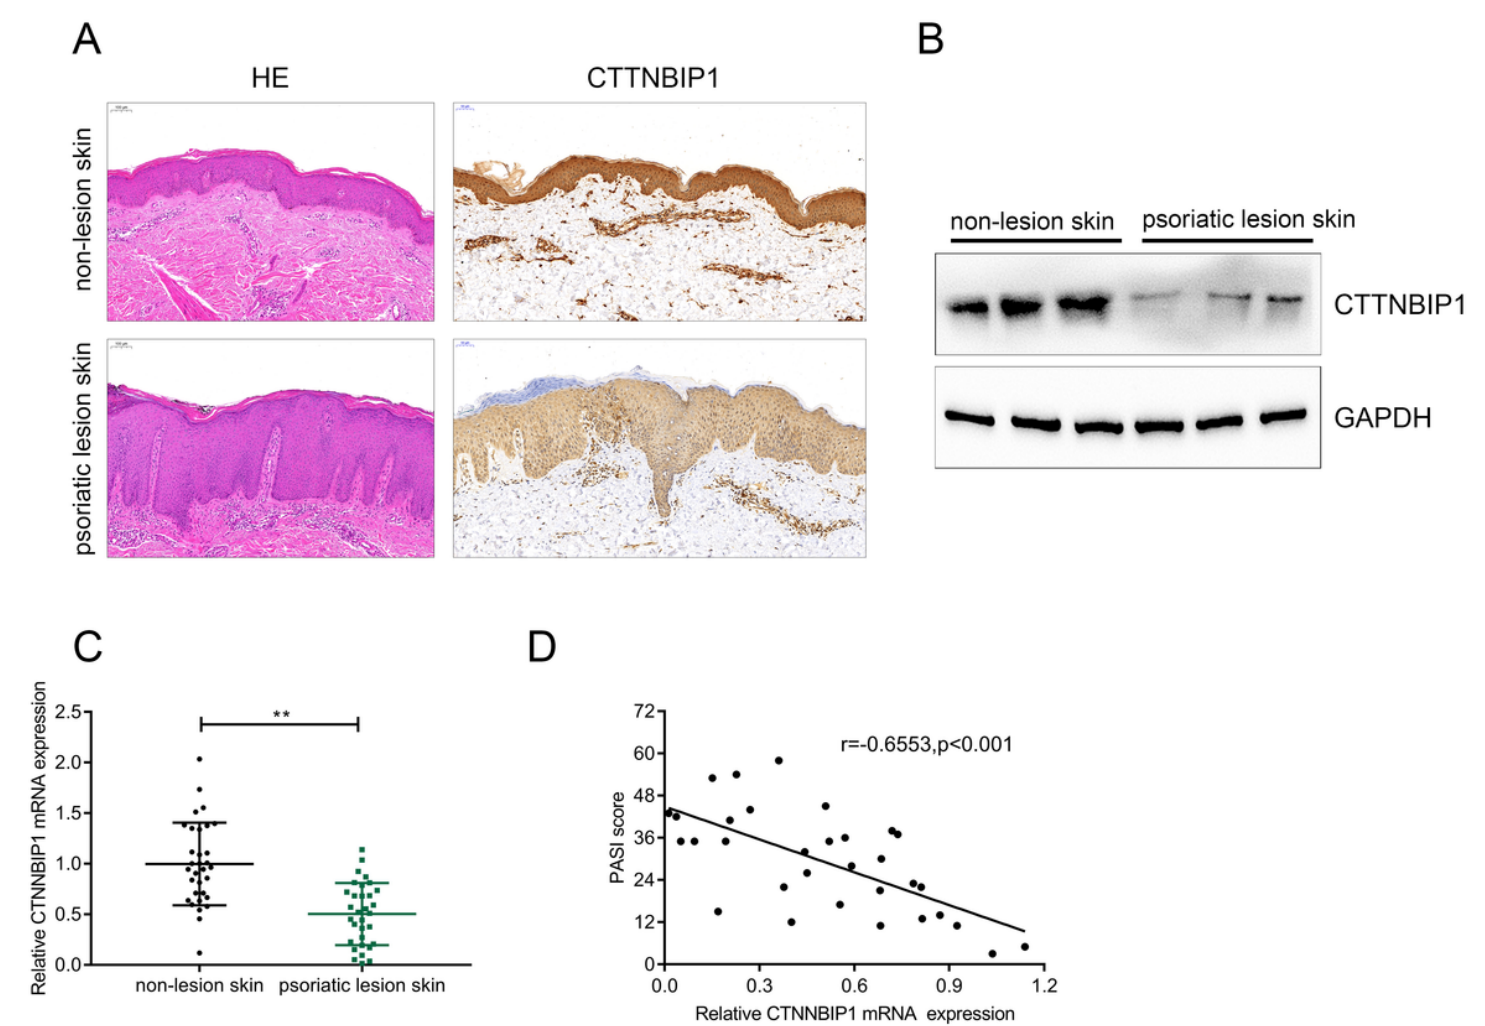 A
B
HE
CTTNBIP1
non-lesion skin
psoriatic lesion skin
non-lesion skin
psoriatic lesion skin
CTTNBIP1
GAPDH
C
D
Relative CTNNBIP1 mRNA expression
2.5
2.0
1.5
1.0
0.5
0.0
**
non-lesion skin
psoriatic lesion skin
PASI score
72
60
48
36
24
12
0
r=-0.6553,p<0.001
0.0
0.3
0.6
0.9
1.2
Relative CTNNBIP1 mRNA expression